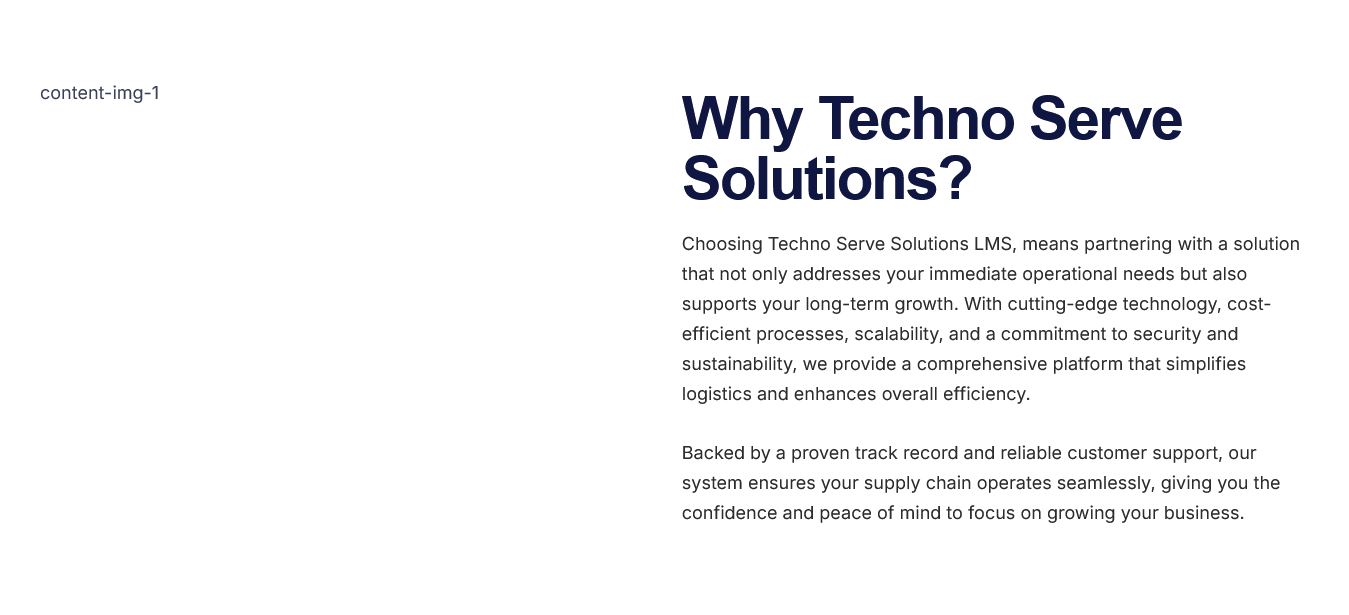 content-img-1
Why Techno Serve
Solutions?
Choosing Techno Serve Solutions LMS, means partnering with a solution
that not only addresses your immediate operational needs but also
supports your long-term growth. With cutting-edge technology, cost-
efficient processes, scalability, and a commitment to security and
sustainability, we provide a comprehensive platform that simplifies
logistics and enhances overall efficiency.
Backed by a proven track record and reliable customer support, our
system ensures your supply chain operates seamlessly, giving you the
confidence and peace of mind to focus on growing your business.